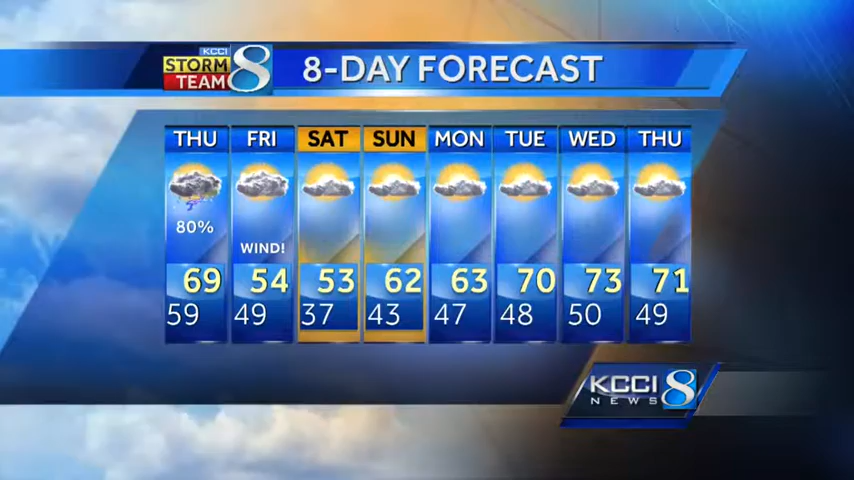 KCCI
STORM
TEAM 8
8-DAY FORECAST
THU FRI SAT SUN MON TUE WED THU
80%
WIND!
69 54 53 62 63 70 73 71
59 49 37 43 47 48 50 49
KCCI 8
NEWS